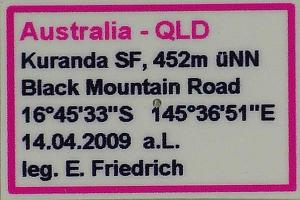 Australia - QLD
Kuranda SF, 452m üNN
Black Mountain Road
16°45'33"S 145°36'51"E
14.04.2009 a.L.
leg. E. Friedrich